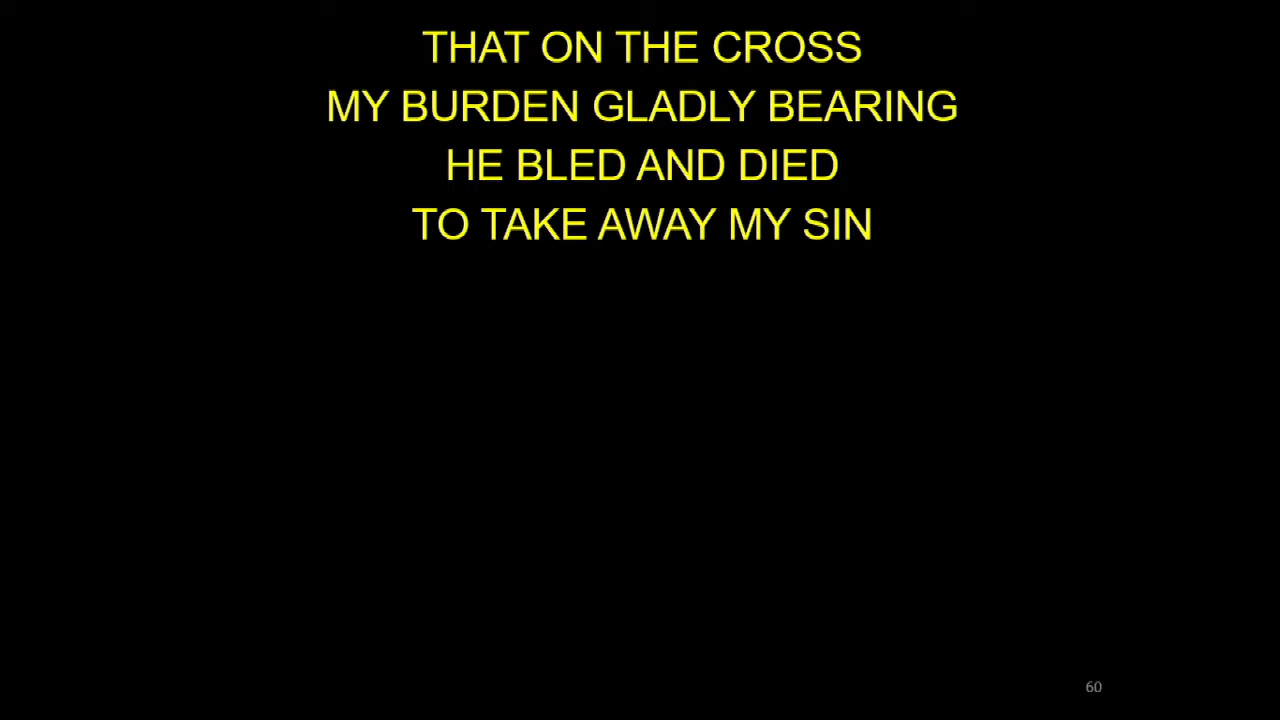 THAT ON THE CROSS
MY BURDEN GLADLY BEARING
HE BLED AND DIED
TO TAKE AWAY MY SIN
60